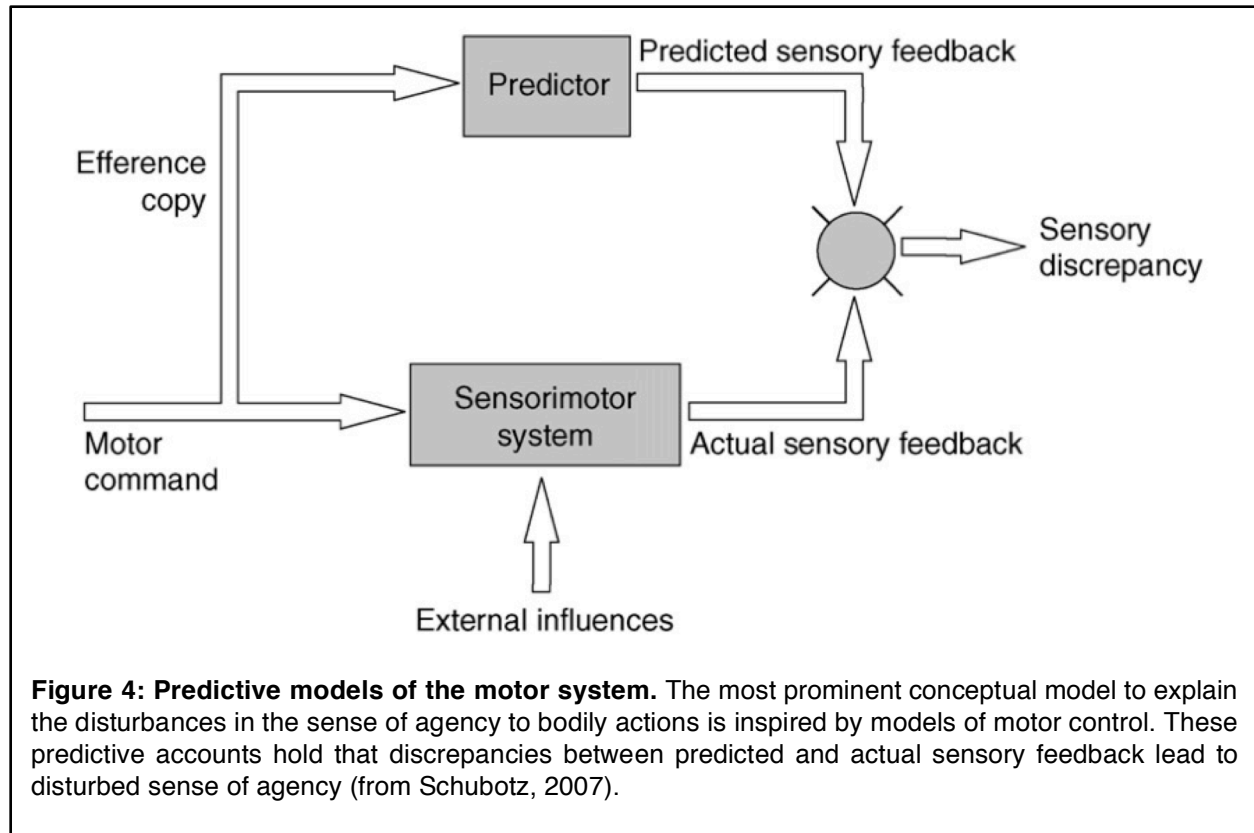 Predicted sensory feedback
Predictor
Efference
copy
Sensory
discrepancy
Sensorimotor
system
Motor
command
Actual sensory feedback
External influences
Figure 4: Predictive models of the motor system. The most prominent conceptual model to explain
the disturbances in the sense of agency to bodily actions is inspired by models of motor control. These
predictive accounts hold that discrepancies between predicted and actual sensory feedback lead to
disturbed sense of agency (from Schubotz, 2007).